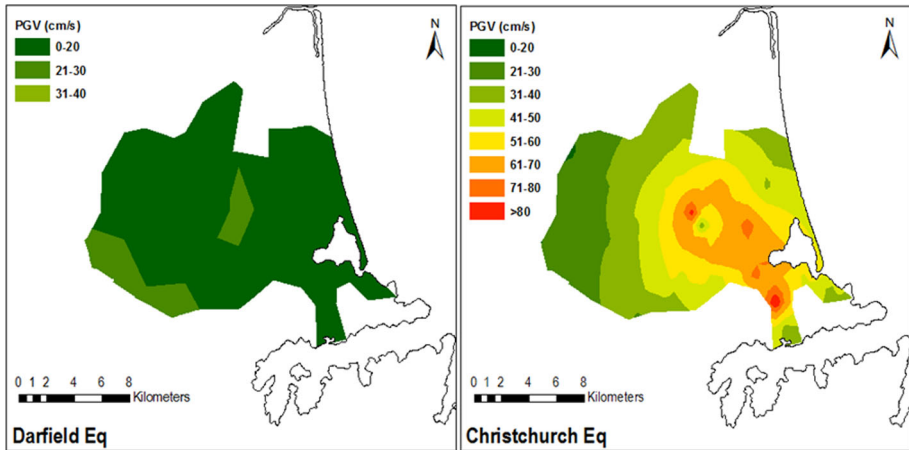 PGV (cm/s)
0-20
21-30
31-40
N
0 1 2 4 6 8
Kilometers
Darfield Eq
PGV (cm/s)
0-20
21-30
31-40
41-50
51-60
61-70
71-80
>80
N
0 1 2 4 6 8
Kilometers
Christchurch Eq